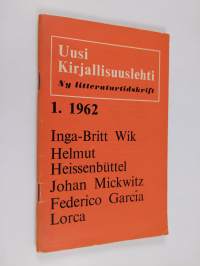 Uusi
Kirjallisuuslehti
Ny litteraturtidskrift
1. 1962
Inga-Britt Wik
Helmut
Heissenbüttel
Johan Mickwitz
Federico Garcia
Lorca